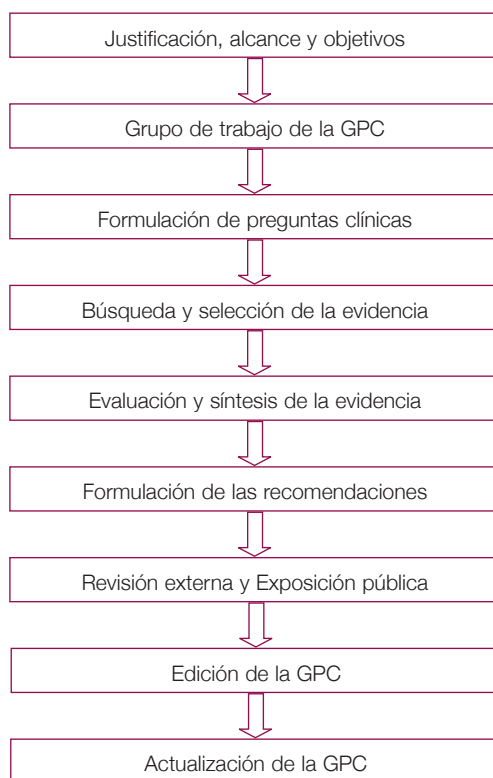 Justificación, alcance y objetivos
Grupo de trabajo de la GPC
Formulación de preguntas clínicas
Búsqueda y selección de la evidencia
Evaluación y síntesis de la evidencia
Formulación de las recomendaciones
Revisión externa y Exposición pública
Edición de la GPC
Actualización de la GPC